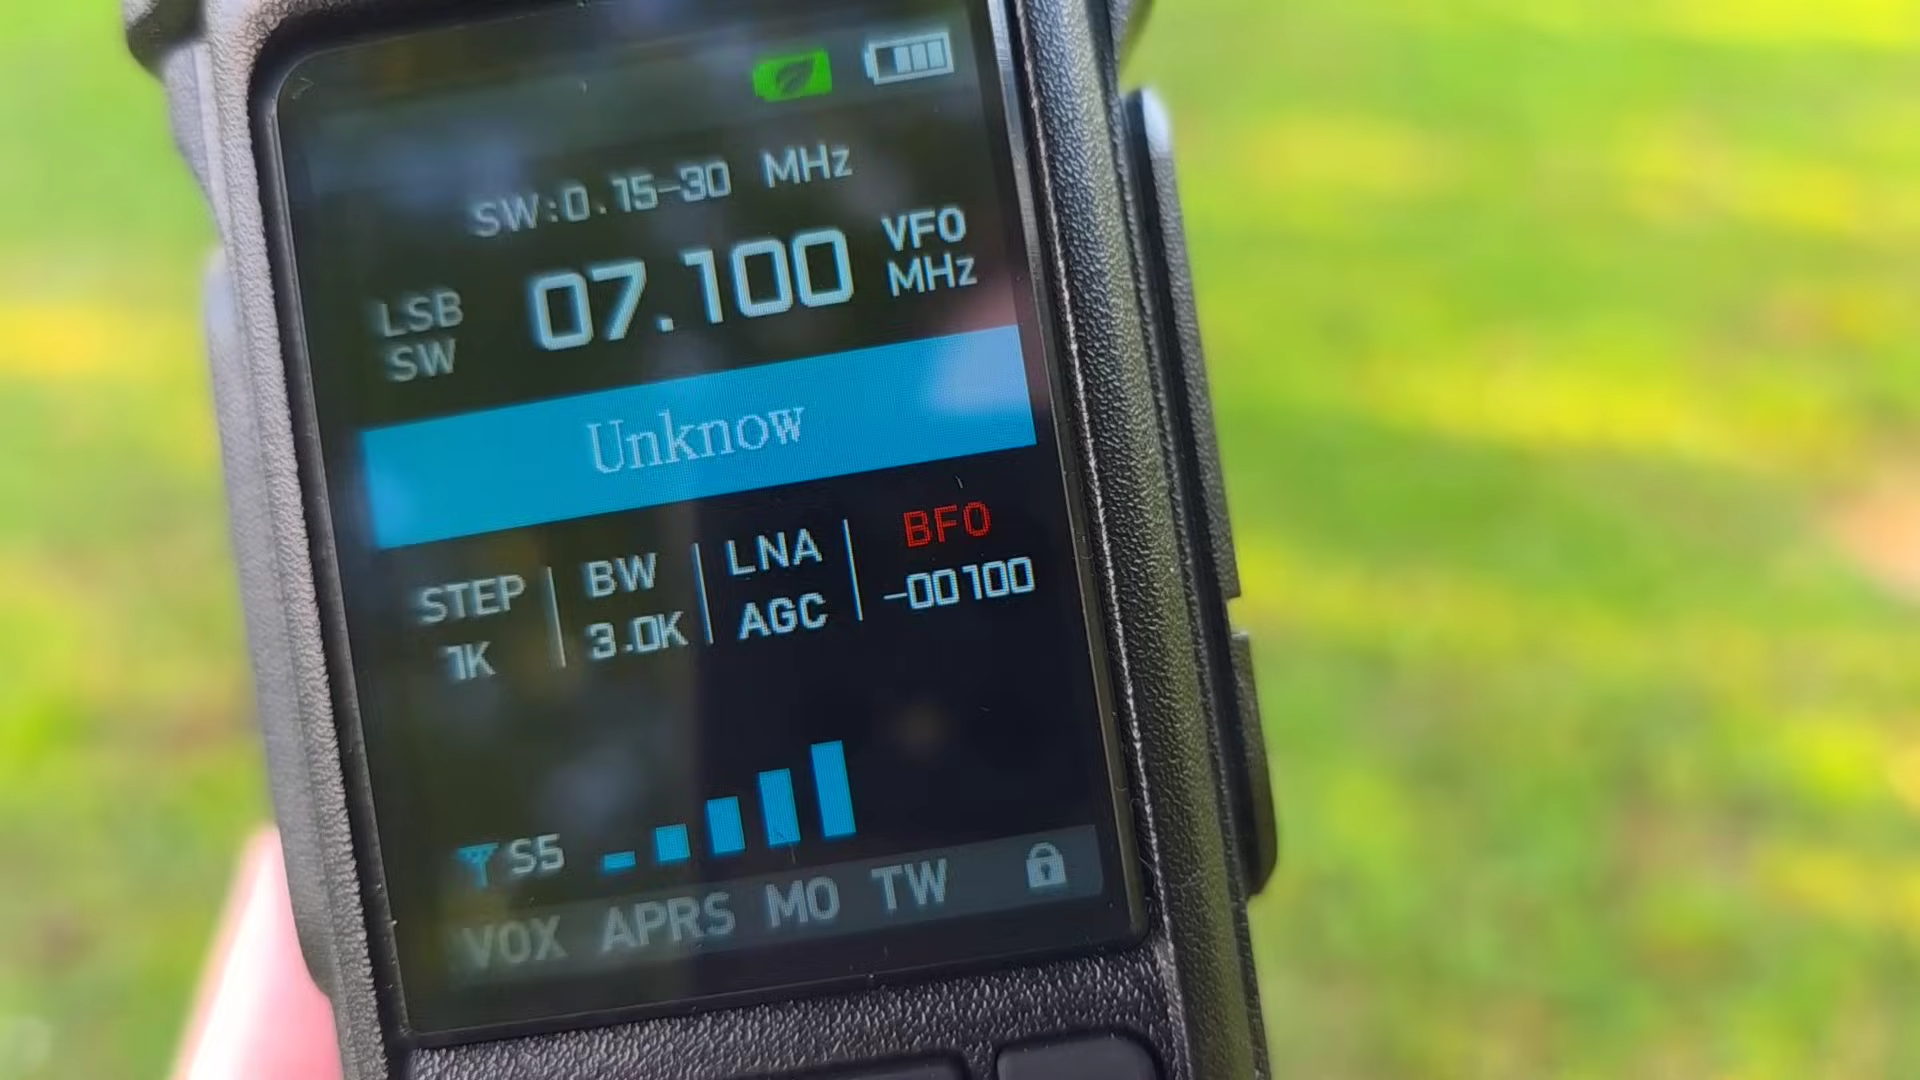 SW:0.15-30 MHz
LSB 07.100 VFO
SW MHz
Unknow
STEP BW LNA BFO
1K 3.0K AGC -00100
S5
VOX APRS MO TW